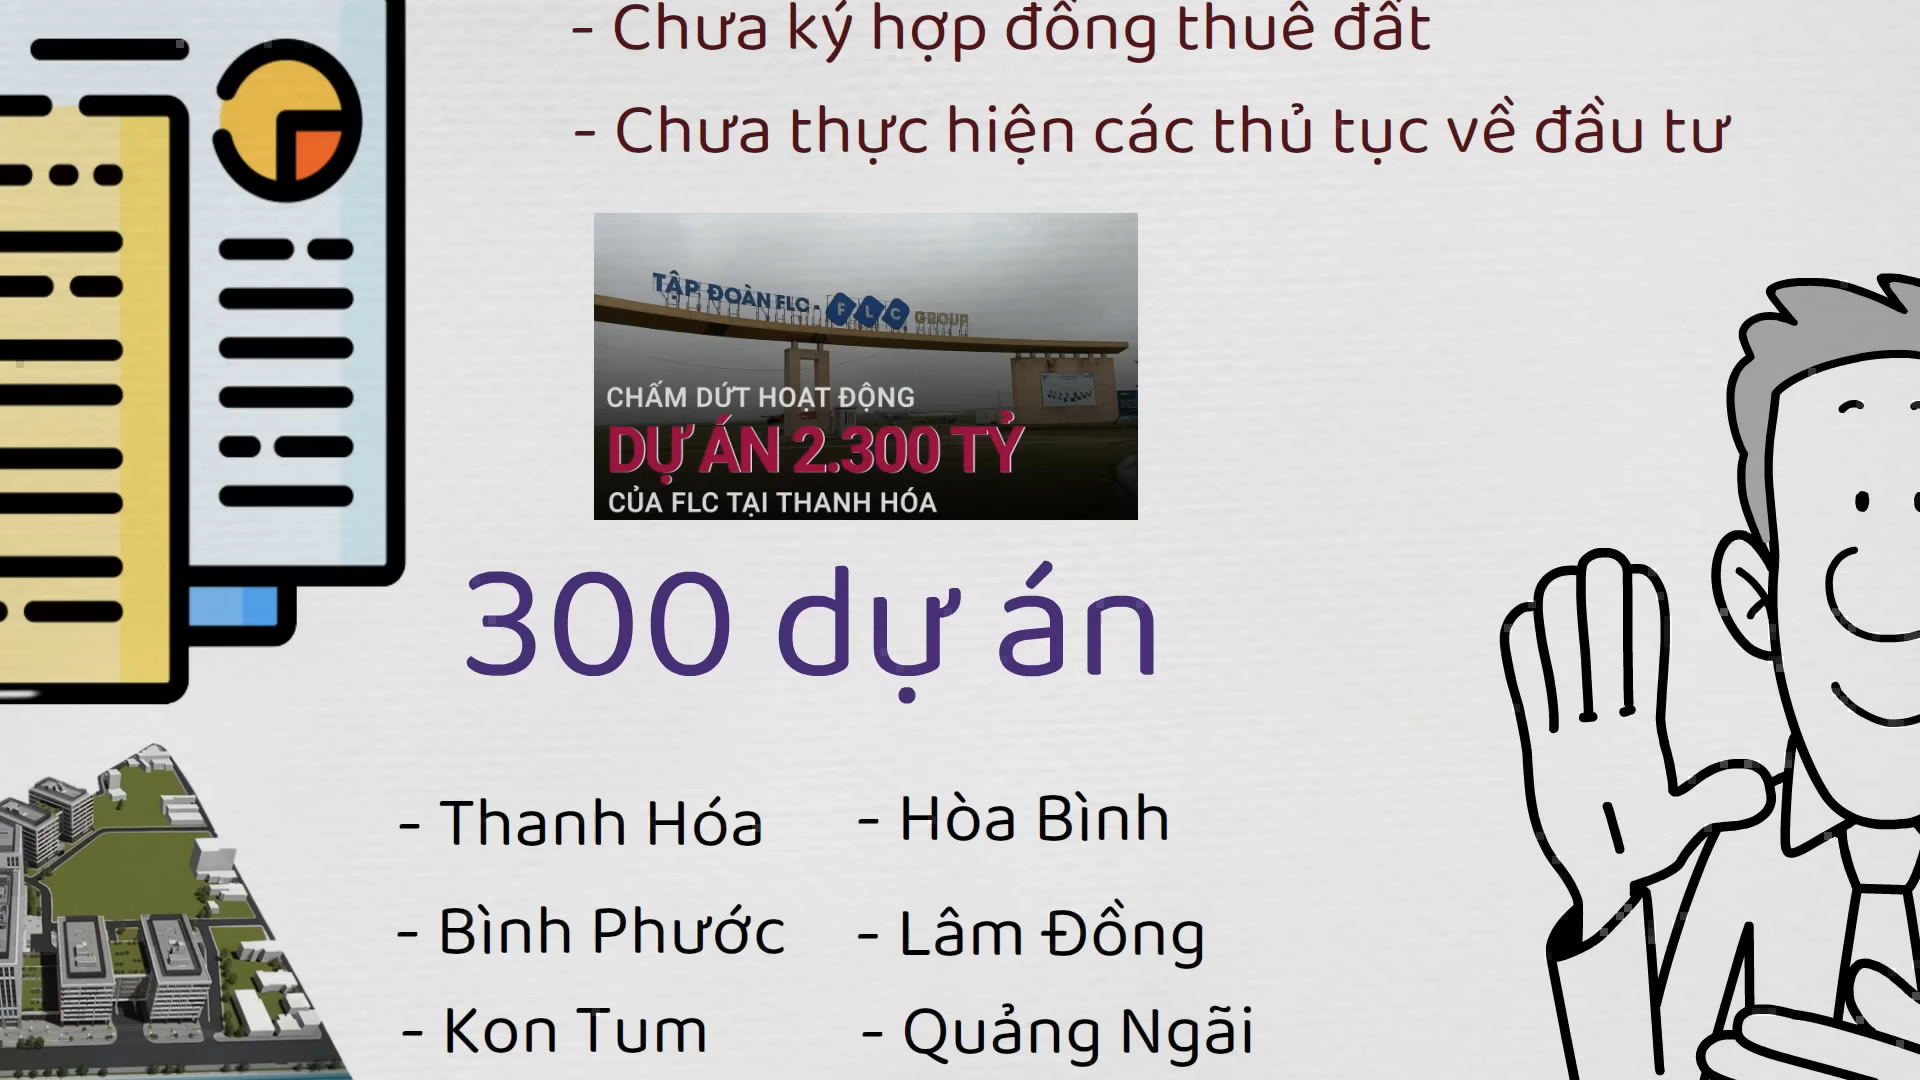 - Chưa ký hợp đồng thuê đất
- Chưa thực hiện các thủ tục về đầu tư
TẬP ĐOÀN FLC - FLC GROUP
CHẤM DỨT HOẠT ĐỘNG
DỰ ÁN 2.300 TỶ
CỦA FLC TẠI THANH HÓA
300 dự án
- Thanh Hóa
- Hòa Bình
- Bình Phước
- Lâm Đồng
- Kon Tum
- Quảng Ngãi